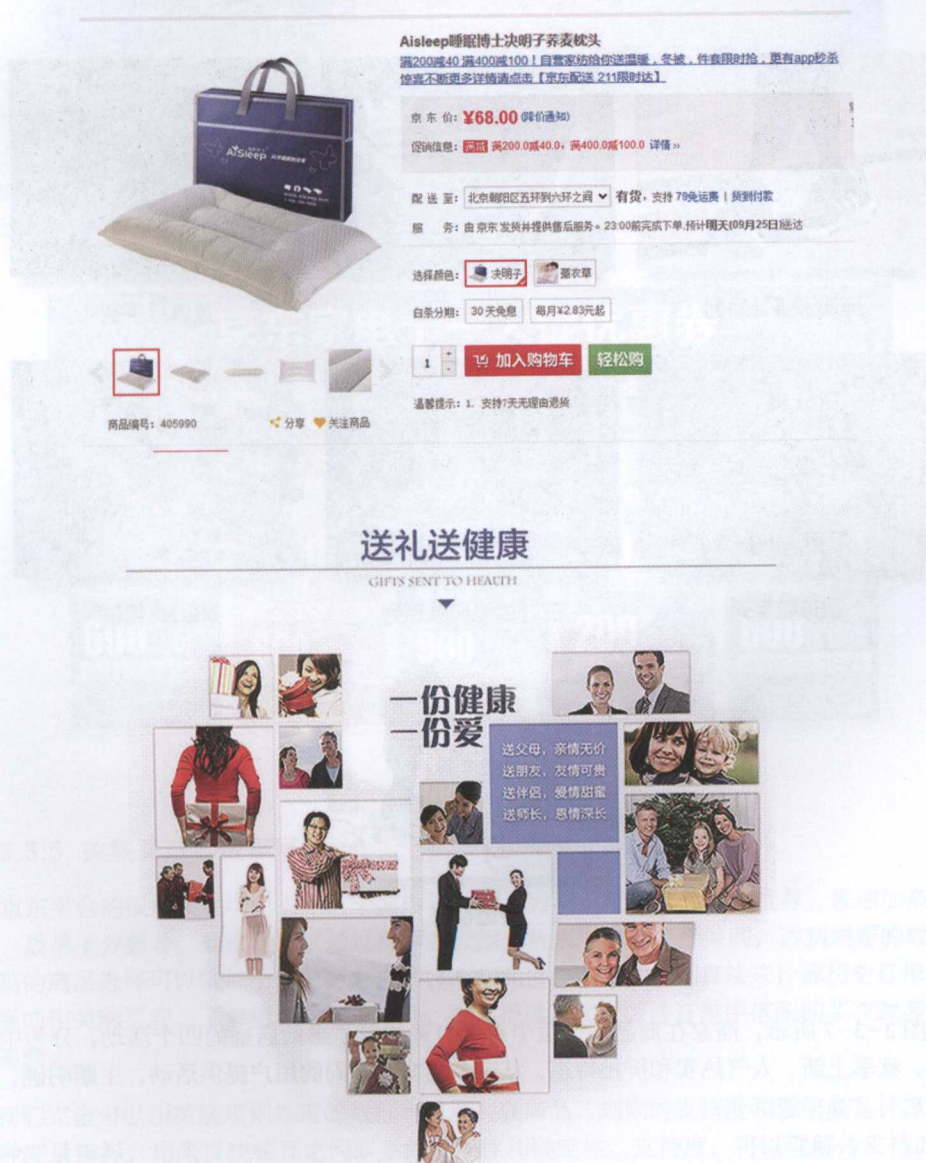 Aisleep睡眠博士决明子荞麦枕头
满200减40 满400减100！自营家纺给你送温暖，冬被，件套限时抢，更有app秒杀
惊喜不断更多详情请点击【京东配送 211限时达】
京 东 价：¥68.00 (降价通知)
促销信息：满减 满200.0减40.0，满400.0减100.0 详情 »
配 送 至：北京朝阳区五环到六环之间 有货，支持 79免运费 | 货到付款
服 务：由 京东 发货并提供售后服务。23:00前完成下单,预计明天(09月25日)送达
选择颜色：决明子 薰衣草
白条分期：30天免息 每月¥2.83元起
1 + - 加入购物车 轻松购
温馨提示：1. 支持7天无理由退货
AiSleep
商品编号：405990 分享 关注商品
送礼送健康
GIFTS SENT TO HEALTH
一份健康
一份爱
送父母，亲情无价
送朋友，友情可贵
送伴侣，爱情甜蜜
送师长，恩情深长